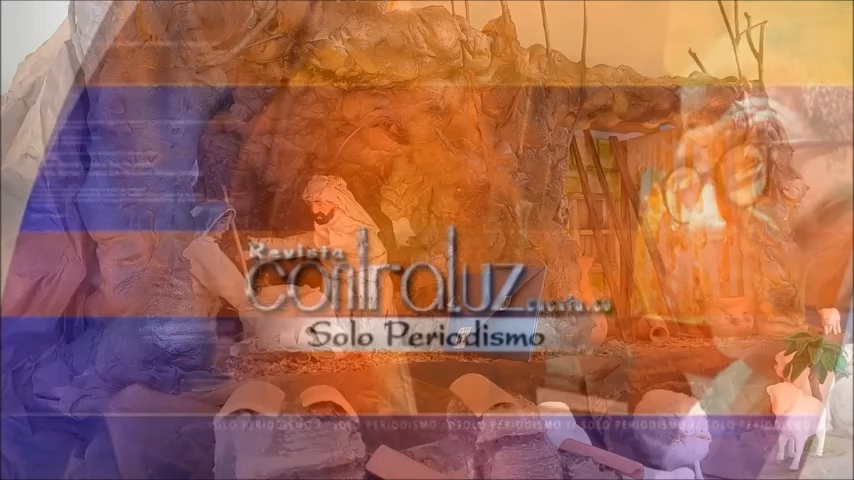 Revista
contraluz
Solo Periodismo
SOLO PERIODISMO // SOLO PERIODISMO // SOLO PERIODISMO // SOLO PERIODISMO //